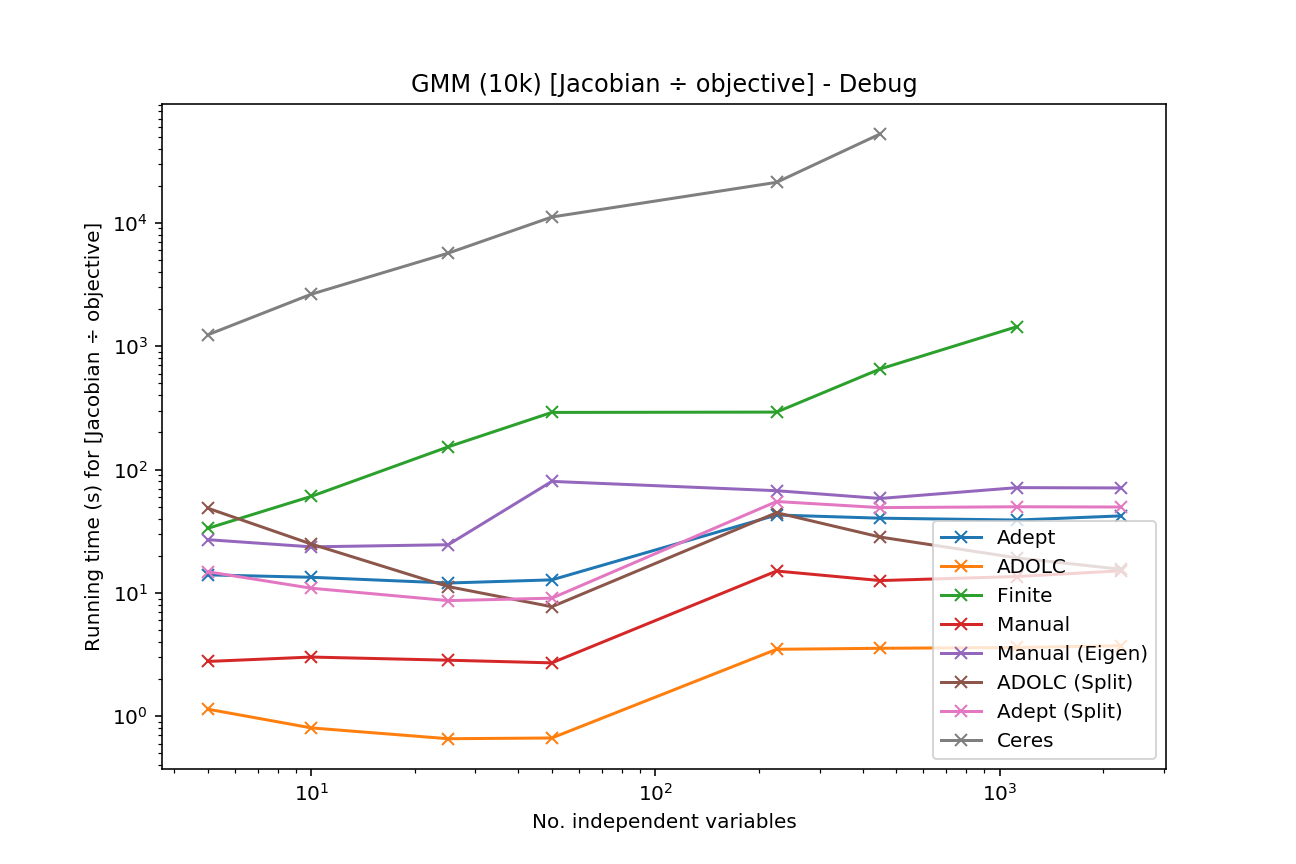 GMM (10k) [Jacobian ÷ objective] - Debug
Running time (s) for [Jacobian ÷ objective]
10⁴
10³
10²
10¹
10⁰
Adept
ADOLC
Finite
Manual
Manual (Eigen)
ADOLC (Split)
Adept (Split)
Ceres
10¹ 10² 10³
No. independent variables